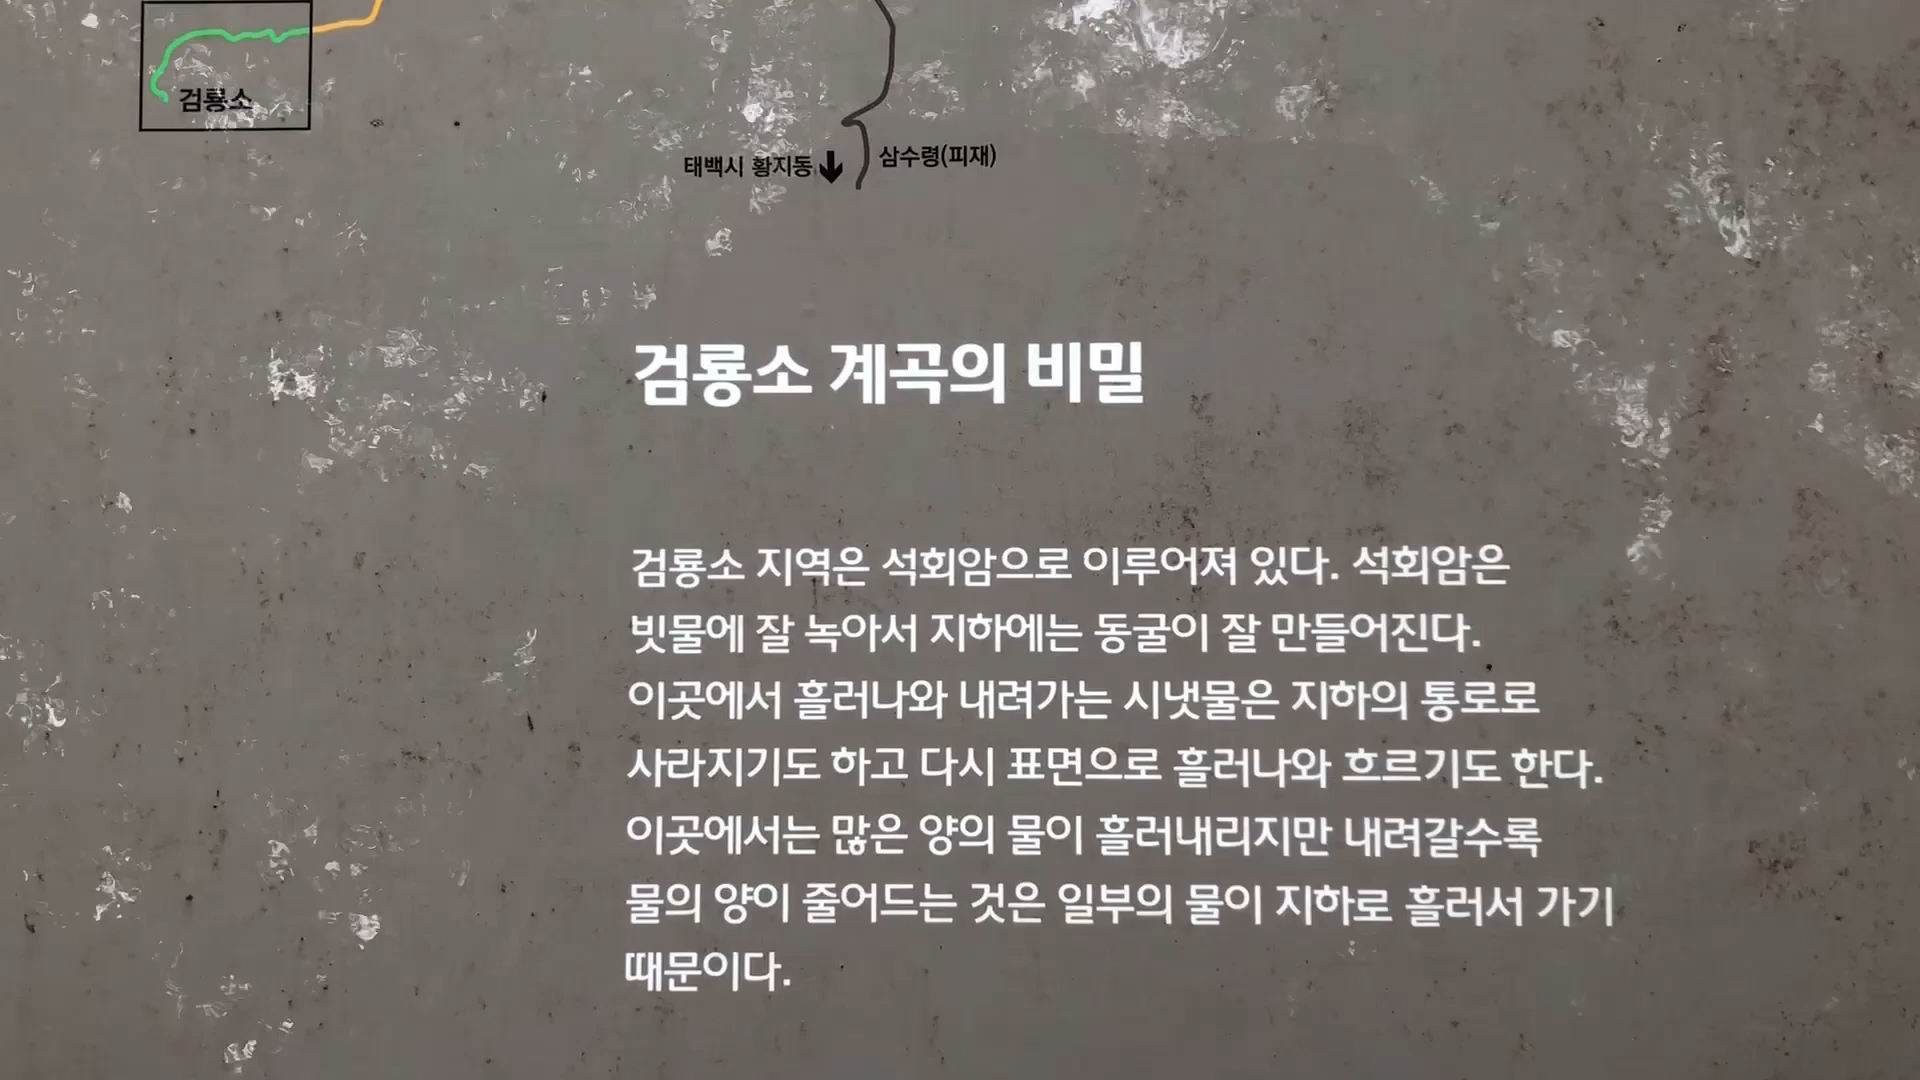 검룡소
태백시 황지동
삼수령(피재)
검룡소 계곡의 비밀
검룡소 지역은 석회암으로 이루어져 있다. 석회암은
빗물에 잘 녹아서 지하에는 동굴이 잘 만들어진다.
이곳에서 흘러나와 내려가는 시냇물은 지하의 통로로
사라지기도 하고 다시 표면으로 흘러나와 흐르기도 한다.
이곳에서는 많은 양의 물이 흘러내리지만 내려갈수록
물의 양이 줄어드는 것은 일부의 물이 지하로 흘러서 가기
때문이다.